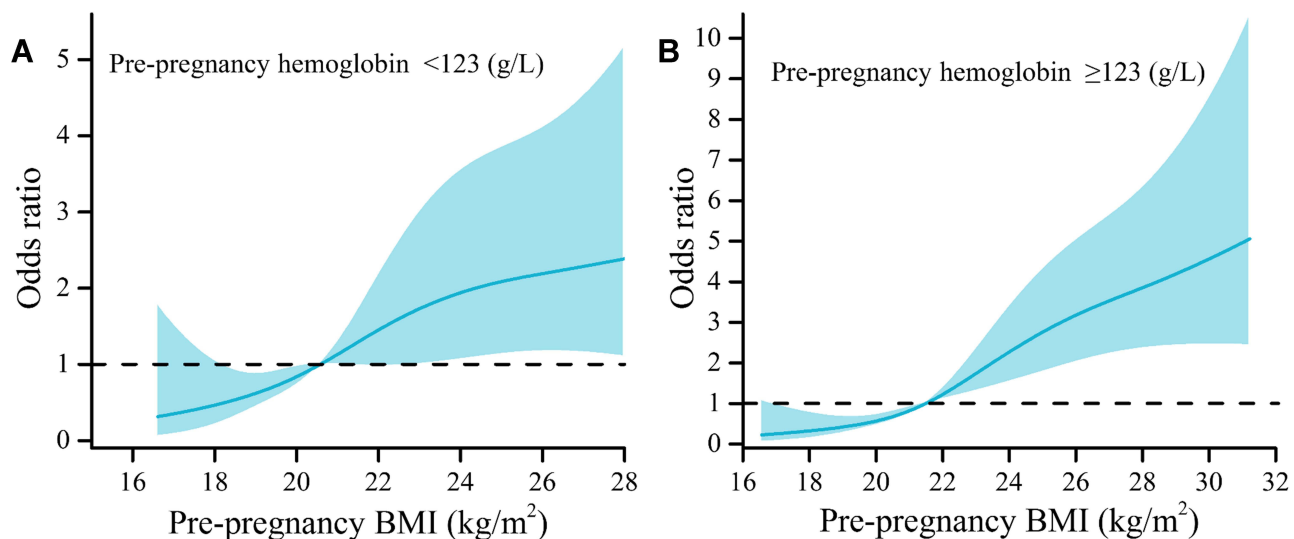 A
Pre-pregnancy hemoglobin <123 (g/L)
Odds ratio
5
4
3
2
1
0
16 18 20 22 24 26 28
Pre-pregnancy BMI (kg/m²)
B
Pre-pregnancy hemoglobin ≥123 (g/L)
Odds ratio
10
9
8
7
6
5
4
3
2
1
0
16 18 20 22 24 26 28 30 32
Pre-pregnancy BMI (kg/m²)